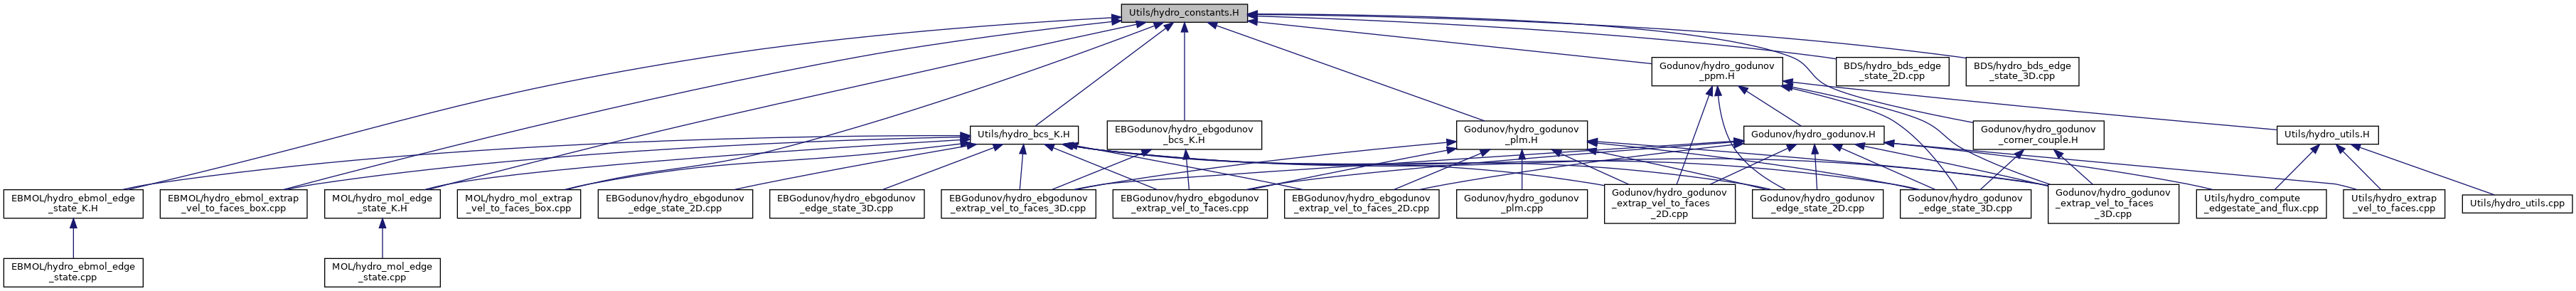 Utils/hydro_constants.H
Godunov/hydro_godunov
_ppm.H
BDS/hydro_bds_edge
_state_2D.cpp
BDS/hydro_bds_edge
_state_3D.cpp
Utils/hydro_bcs_K.H
EBGodunov/hydro_ebgodunov
_bcs_K.H
Godunov/hydro_godunov
_plm.H
Godunov/hydro_godunov.H
Godunov/hydro_godunov
_corner_couple.H
Utils/hydro_utils.H
EBMOL/hydro_ebmol_edge
_state_K.H
EBMOL/hydro_ebmol_extrap
_vel_to_faces_box.cpp
MOL/hydro_mol_edge
_state_K.H
MOL/hydro_mol_extrap
_vel_to_faces_box.cpp
EBGodunov/hydro_ebgodunov
_edge_state_2D.cpp
EBGodunov/hydro_ebgodunov
_edge_state_3D.cpp
EBGodunov/hydro_ebgodunov
_extrap_vel_to_faces_3D.cpp
EBGodunov/hydro_ebgodunov
_extrap_vel_to_faces.cpp
EBGodunov/hydro_ebgodunov
_extrap_vel_to_faces_2D.cpp
Godunov/hydro_godunov
_plm.cpp
Godunov/hydro_godunov
_extrap_vel_to_faces
_2D.cpp
Godunov/hydro_godunov
_edge_state_2D.cpp
Godunov/hydro_godunov
_edge_state_3D.cpp
Godunov/hydro_godunov
_extrap_vel_to_faces
_3D.cpp
Utils/hydro_compute
_edgestate_and_flux.cpp
Utils/hydro_extrap
_vel_to_faces.cpp
Utils/hydro_utils.cpp
EBMOL/hydro_ebmol_edge
_state.cpp
MOL/hydro_mol_edge
_state.cpp